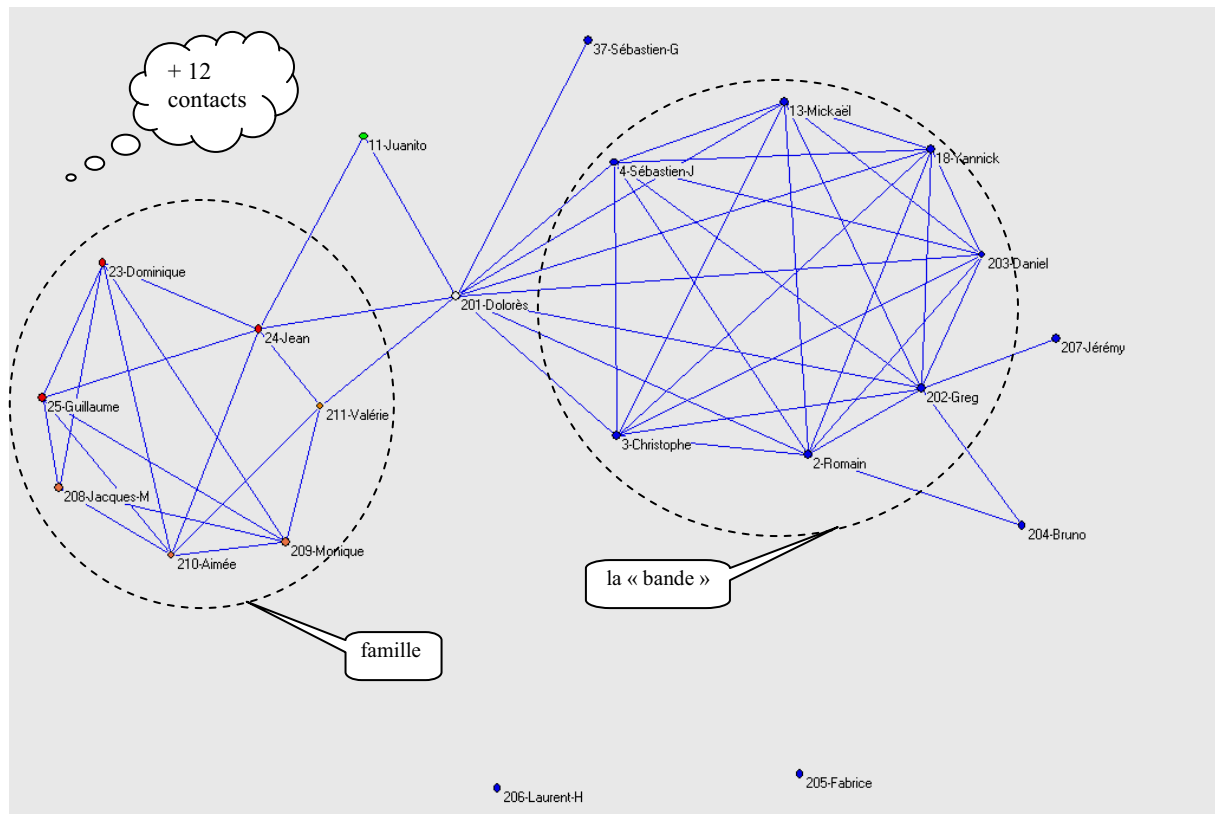 37-Sébastien-G
+ 12
contacts
13-Mickaël
11-Juanito
18-Yannick
4-Sébastien-J
203-Daniel
23-Dominique
201-Dolorès
24-Jean
207-Jérémy
25-Guillaume
211-Valérie
202-Greg
3-Christophe
2-Romain
208-Jacques-M
204-Bruno
209-Monique
210-Aimée
la « bande »
famille
205-Fabrice
206-Laurent-H